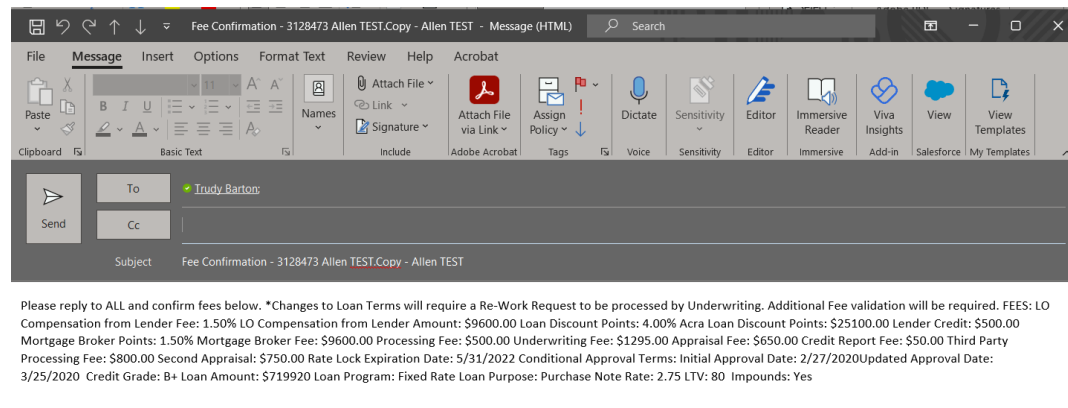 Fee Confirmation - 3128473 Allen TEST.Copy - Allen TEST - Message (HTML) Search
File Message Insert Options Format Text Review Help Acrobat
Paste
11 A^ A˅
B I U
A
Names
Attach File
Link
Signature
Attach File
via Link
Assign
Policy
Dictate
Sensitivity
Editor
Immersive
Reader
Viva
Insights
View
View
Templates
Clipboard Basic Text Include Adobe Acrobat Tags Voice Sensitivity Editor Immersive Add-in Salesforce My Templates
Send
To Trudy Barton;
Cc
Subject Fee Confirmation - 3128473 Allen TEST.Copy - Allen TEST
Please reply to ALL and confirm fees below. *Changes to Loan Terms will require a Re-Work Request to be processed by Underwriting. Additional Fee validation will be required. FEES: LO
Compensation from Lender Fee: 1.50% LO Compensation from Lender Amount: $9600.00 Loan Discount Points: 4.00% Acra Loan Discount Points: $25100.00 Lender Credit: $500.00
Mortgage Broker Points: 1.50% Mortgage Broker Fee: $9600.00 Processing Fee: $500.00 Underwriting Fee: $1295.00 Appraisal Fee: $650.00 Credit Report Fee: $50.00 Third Party
Processing Fee: $800.00 Second Appraisal: $750.00 Rate Lock Expiration Date: 5/31/2022 Conditional Approval Terms: Initial Approval Date: 2/27/2020Updated Approval Date:
3/25/2020 Credit Grade: B+ Loan Amount: $719920 Loan Program: Fixed Rate Loan Purpose: Purchase Note Rate: 2.75 LTV: 80 Impounds: Yes